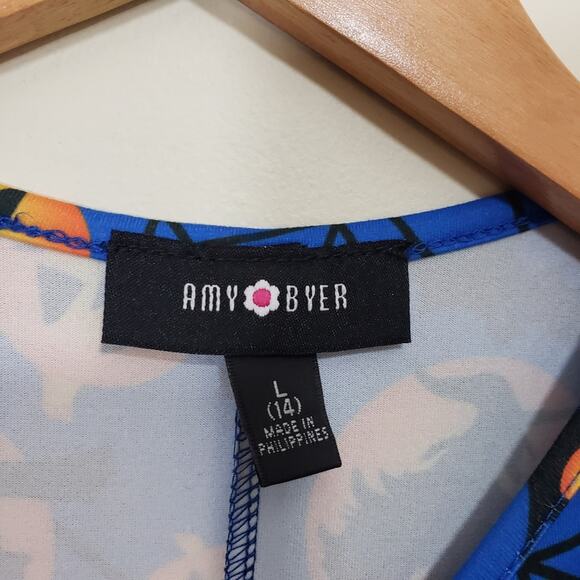 AMY BYER
L
(14)
MADE IN
PHILIPPINES